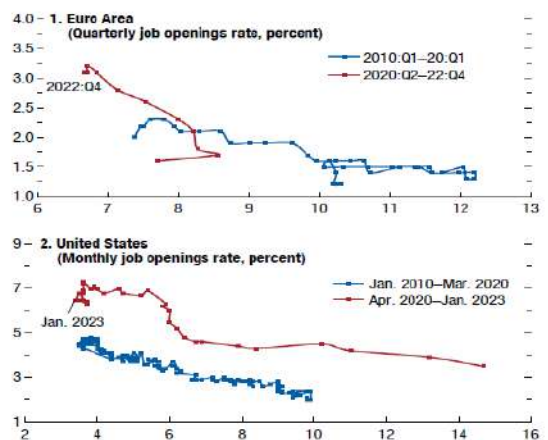 1. Euro Area
(Quarterly job openings rate, percent)
2010:Q1–20:Q1
2020:Q2–22:Q4
2022:Q4
4.0
3.5
3.0
2.5
2.0
1.5
1.0
6 7 8 9 10 11 12 13
2. United States
(Monthly job openings rate, percent)
Jan. 2010–Mar. 2020
Apr. 2020–Jan. 2023
Jan. 2023
9
7
5
3
1
2 4 6 8 10 12 14 16